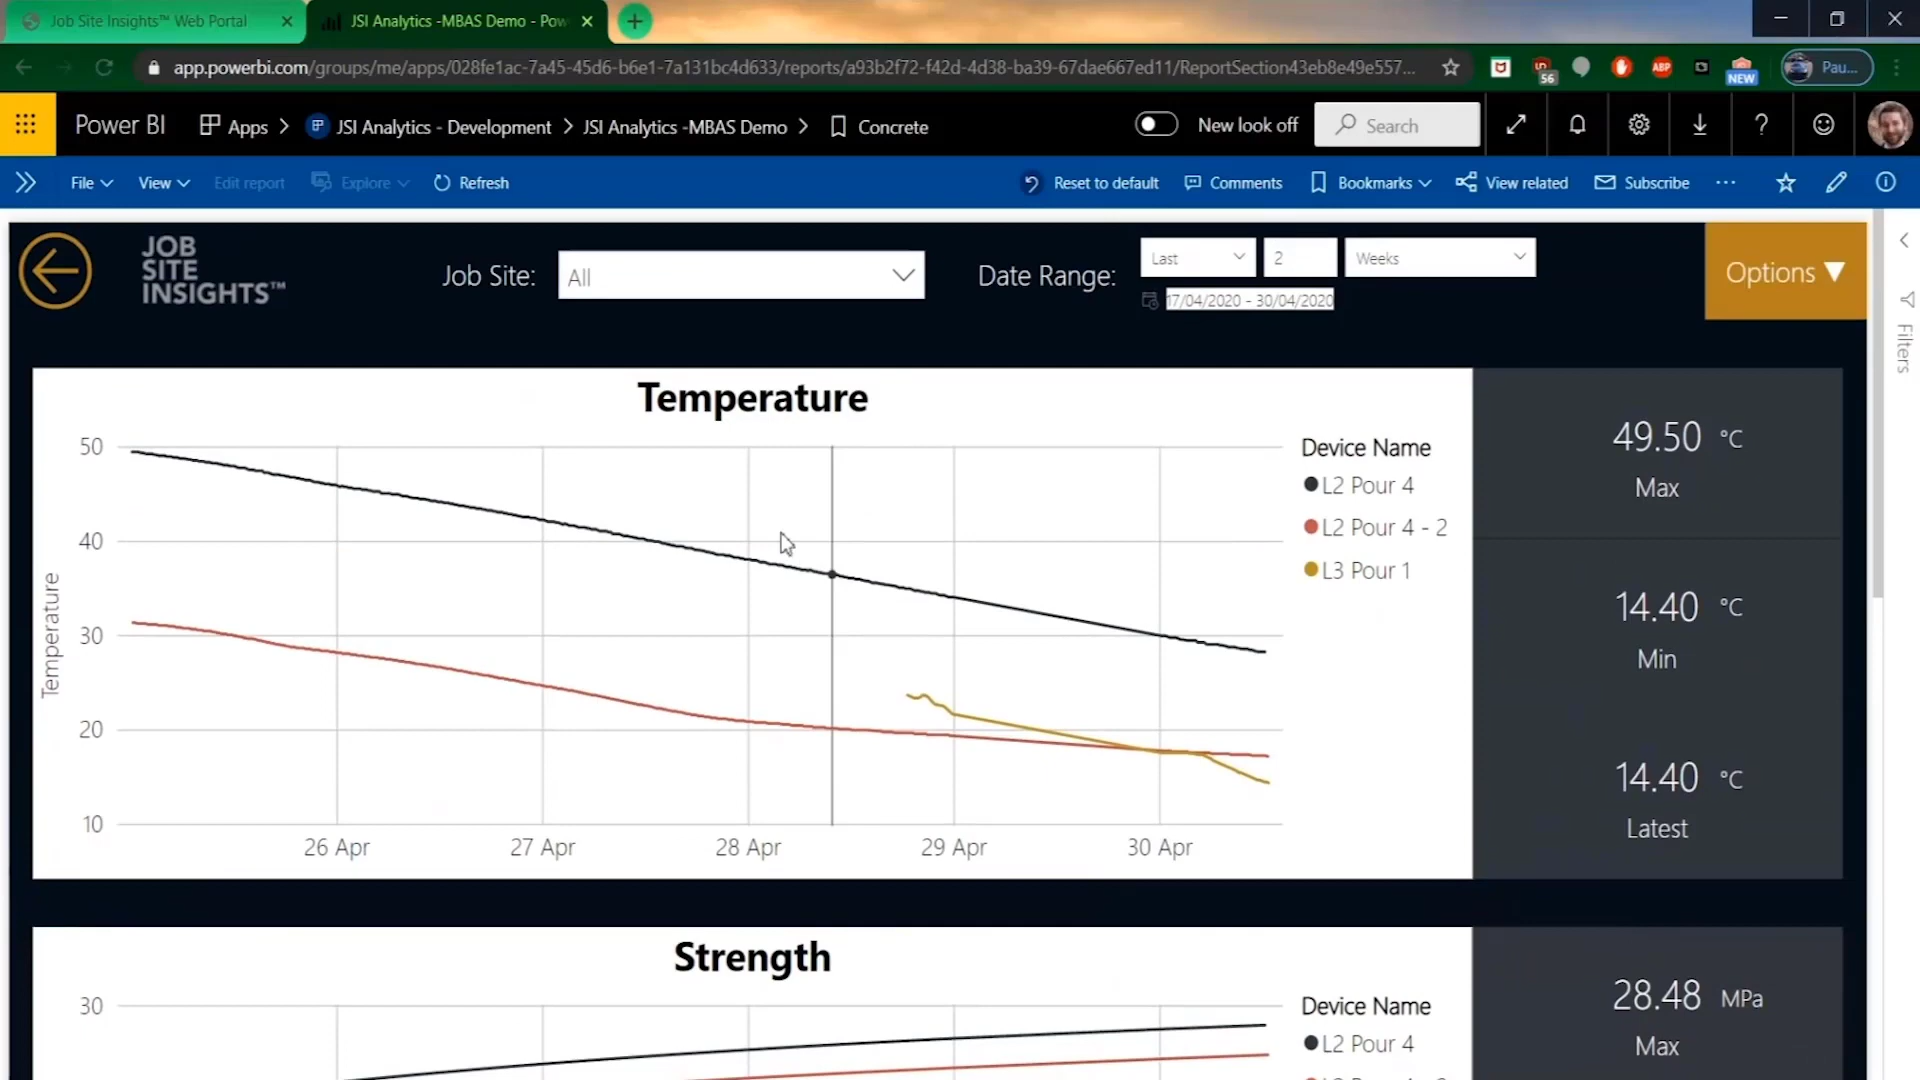 Job Site Insights™ Web Portal
JSI Analytics -MBAS Demo - Pow
app.powerbi.com/groups/me/apps/028fe1ac-7a45-45d6-b6e1-7a131bc4d633/reports/a93b2f72-f42d-4d38-ba39-67dae667ed11/ReportSection43eb8e49e557...
56
ABP
NEW
Pau...
Power BI
Apps
JSI Analytics - Development
JSI Analytics -MBAS Demo
Concrete
New look off
Search
File
View
Edit report
Explore
Refresh
Reset to default
Comments
Bookmarks
View related
Subscribe
JOB
SITE
INSIGHTS™
Job Site:
All
Date Range:
Last
2
Weeks
17/04/2020 - 30/04/2020
Options
Filters
Temperature
50
40
30
20
10
Temperature
26 Apr
27 Apr
28 Apr
29 Apr
30 Apr
Device Name
L2 Pour 4
L2 Pour 4 - 2
L3 Pour 1
49.50 °C
Max
14.40 °C
Min
14.40 °C
Latest
Strength
30
Device Name
L2 Pour 4
28.48 MPa
Max